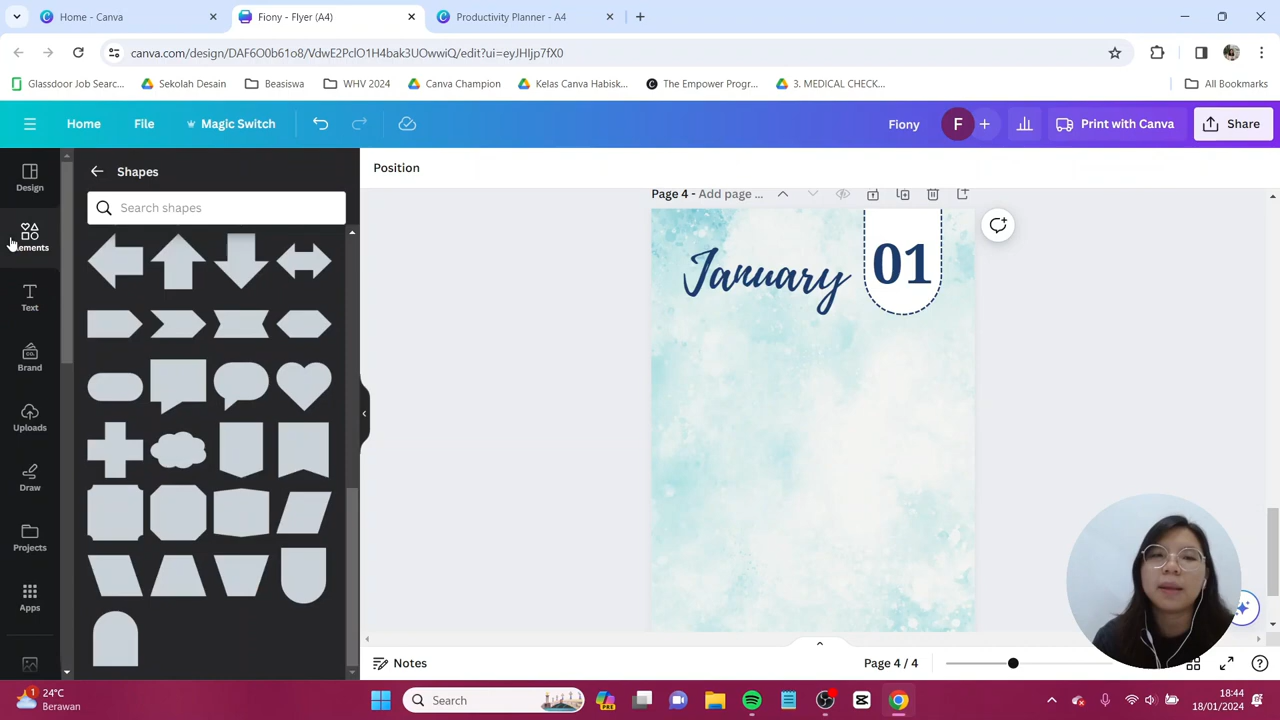 Home - Canva
Fiony - Flyer (A4)
Productivity Planner - A4
canva.com/design/DAF6O0b61o8/VdwE2PclO1H4bak3UOwwiQ/edit?ui=eyJHIjp7fX0
Glassdoor Job Searc...
Sekolah Desain
Beasiswa
WHV 2024
Canva Champion
Kelas Canva Habisk...
The Empower Progr...
3. MEDICAL CHECK...
All Bookmarks
Home
File
Magic Switch
Fiony
F
Print with Canva
Share
Design
Elements
Text
Brand
Uploads
Draw
Projects
Apps
Shapes
Search shapes
Position
Page 4 - Add page ...
January
01
Notes
Page 4 / 4
1
24°C
Berawan
Search
18:44
18/01/2024